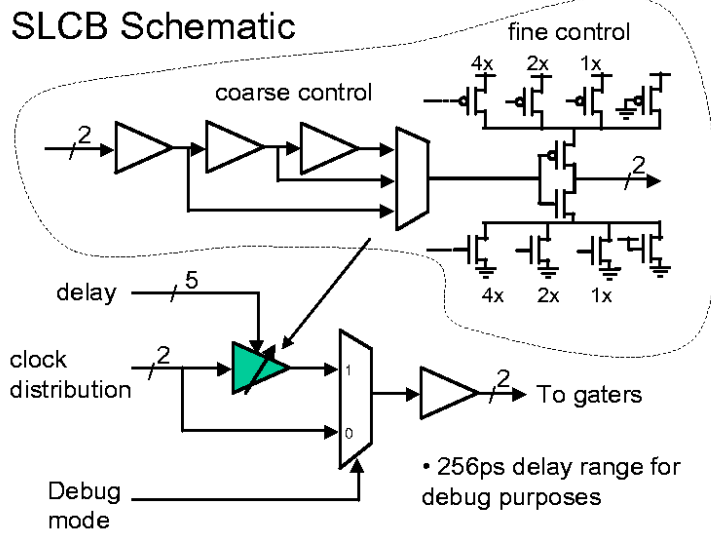 SLCB Schematic
fine control
4x 2x 1x
coarse control
2
2
4x 2x 1x
delay
5
clock
distribution
2
1
0
2
To gaters
Debug
mode
• 256ps delay range for
debug purposes